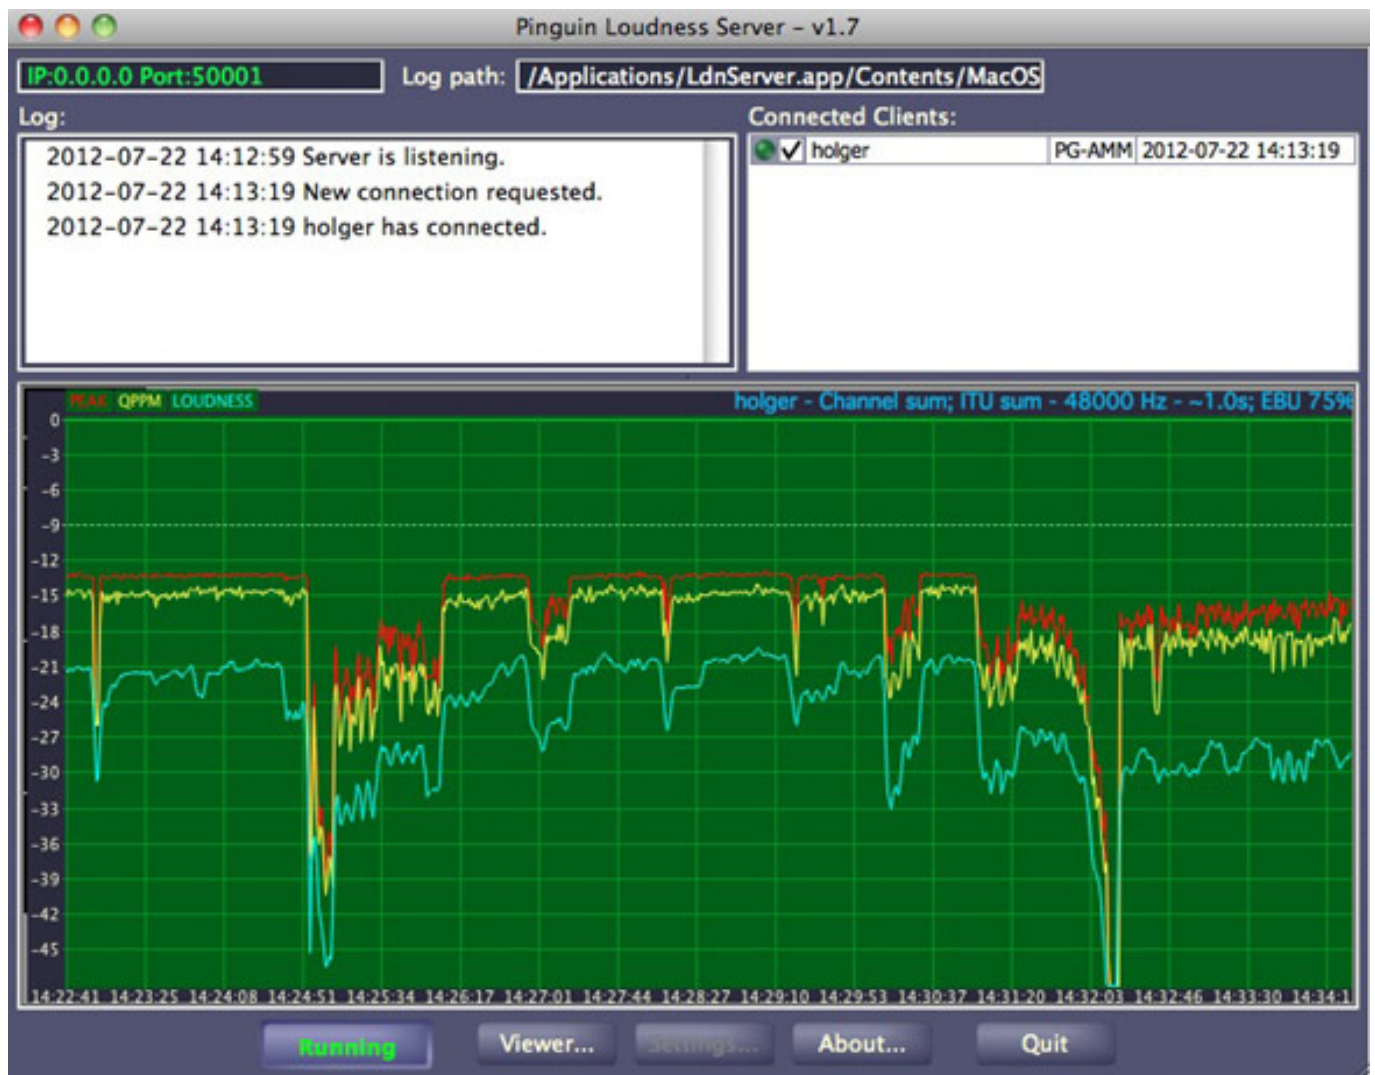 Pinguin Loudness Server – v1.7
IP:0.0.0.0 Port:50001 Log path: /Applications/LdnServer.app/Contents/MacOS
Log:
2012-07-22 14:12:59 Server is listening.
2012-07-22 14:13:19 New connection requested.
2012-07-22 14:13:19 holger has connected.
Connected Clients:
holger PG-AMM 2012-07-22 14:13:19
PEAK QPPM LOUDNESS holger - Channel sum; ITU sum - 48000 Hz - ~1.0s; EBU 75%
0
-3
-6
-9
-12
-15
-18
-21
-24
-27
-30
-33
-36
-39
-42
-45
14:22:41 14:23:25 14:24:08 14:24:51 14:25:34 14:26:17 14:27:01 14:27:44 14:28:27 14:29:10 14:29:53 14:30:37 14:31:20 14:32:03 14:32:46 14:33:30 14:34:1
Running Viewer... Settings... About... Quit